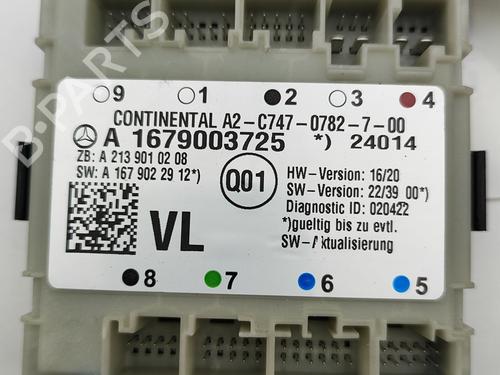 9 1 2 3 4
CONTINENTAL A2-C747-0782-7-00
A 1679003725 *) 24014
ZB: A 213 901 02 08
SW: A 167 902 29 12*)
Q01
HW-Version: 16/20
SW-Version: 22/39 00*)
Diagnostic ID: 020422
*)gueltig bis zu evtl.
SW-Aktualisierung
VL
8 7 6 5